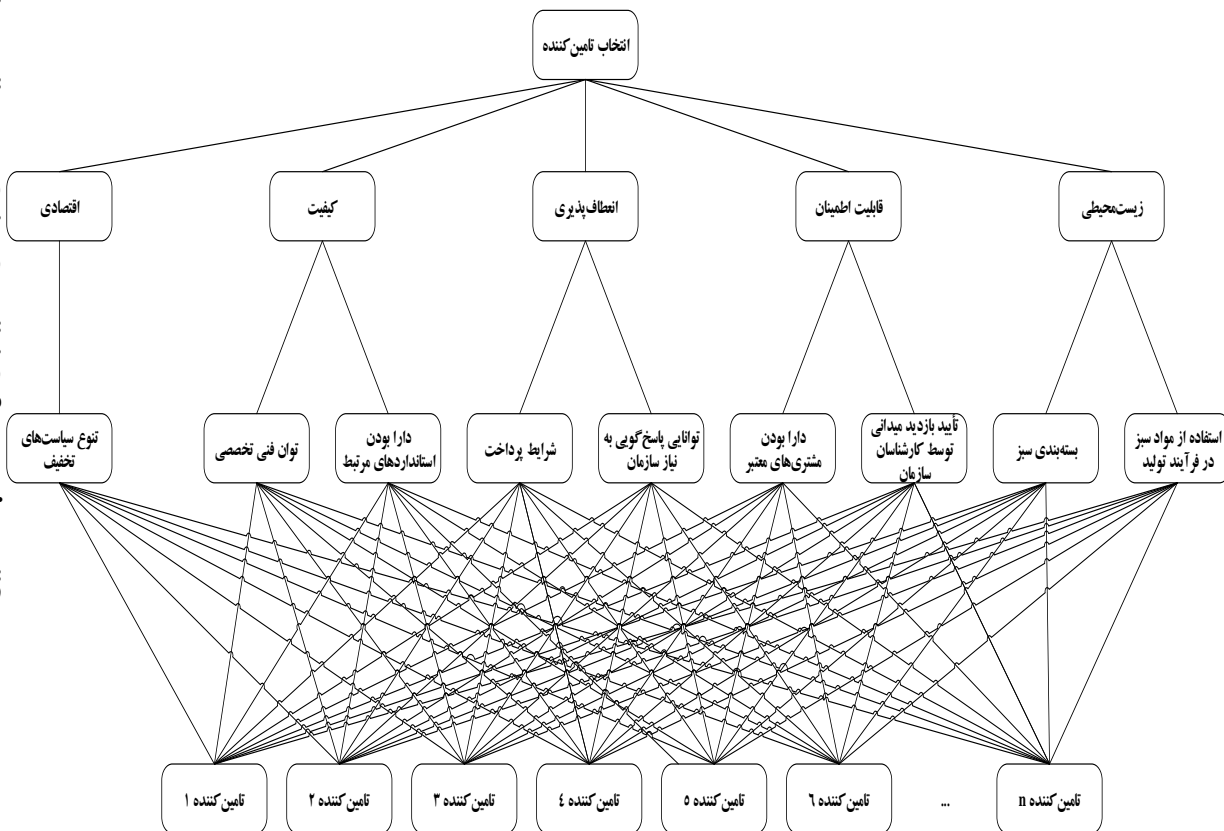 انتخاب تامین‌کننده
زیست‌محیطی
قابلیت اطمینان
انعطاف‌پذیری
کیفیت
اقتصادی
استفاده از مواد سبز
در فرآیند تولید
بسته‌بندی سبز
تأیید بازدید میدانی
توسط کارشناسان
سازمان
دارا بودن
مشتری‌های معتبر
توانایی پاسخ‌گویی به
نیاز سازمان
شرایط پرداخت
دارا بودن
استانداردهای مرتبط
توان فنی تخصصی
تنوع سیاست‌های
تخفیف
تامین‌کننده n
...
تامین‌کننده ۶
تامین‌کننده ۵
تامین‌کننده ۴
تامین‌کننده ۳
تامین‌کننده ۲
تامین‌کننده ۱